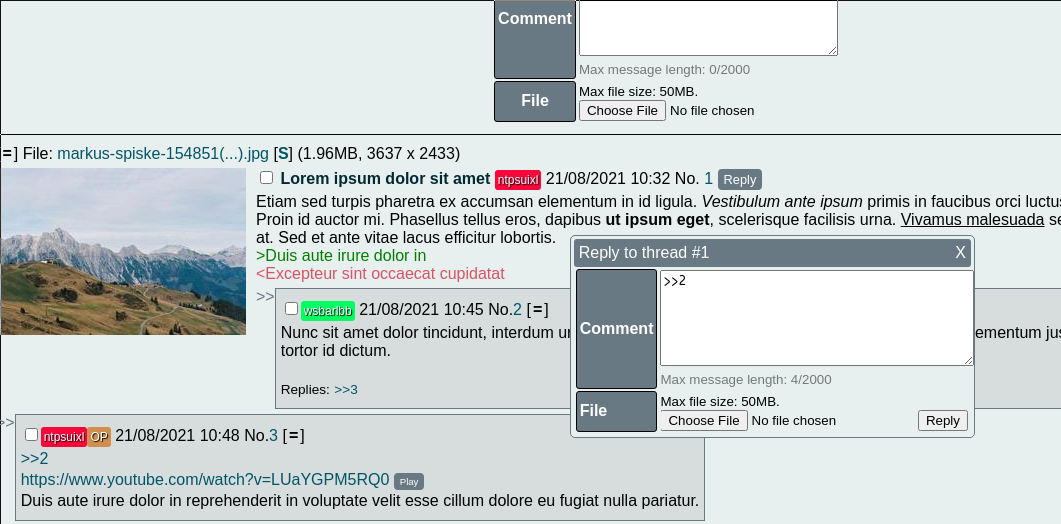 Comment
Max message length: 0/2000
File
Max file size: 50MB.
Choose File No file chosen
[=] File: markus-spiske-154851(...).jpg [S] (1.96MB, 3637 x 2433)
Lorem ipsum dolor sit amet ntpsuixl 21/08/2021 10:32 No. 1 Reply
Etiam sed turpis pharetra ex accumsan elementum in id ligula. Vestibulum ante ipsum primis in faucibus orci luctus
Proin id auctor mi. Phasellus tellus eros, dapibus ut ipsum eget, scelerisque facilisis urna. Vivamus malesuada se
at. Sed et ante vitae lacus efficitur lobortis.
>Duis aute irure dolor in
<Excepteur sint occaecat cupidatat
>>
wsbarlbb 21/08/2021 10:45 No.2 [=]
Nunc sit amet dolor tincidunt, interdum ementum jus
tortor id dictum.
Replies: >>3
Reply to thread #1 X
Comment
>>2
Max message length: 4/2000
File
Max file size: 50MB.
Choose File No file chosen Reply
>>
ntpsuixl OP 21/08/2021 10:48 No.3 [=]
>>2
https://www.youtube.com/watch?v=LUaYGPM5RQ0 Play
Duis aute irure dolor in reprehenderit in voluptate velit esse cillum dolore eu fugiat nulla pariatur.